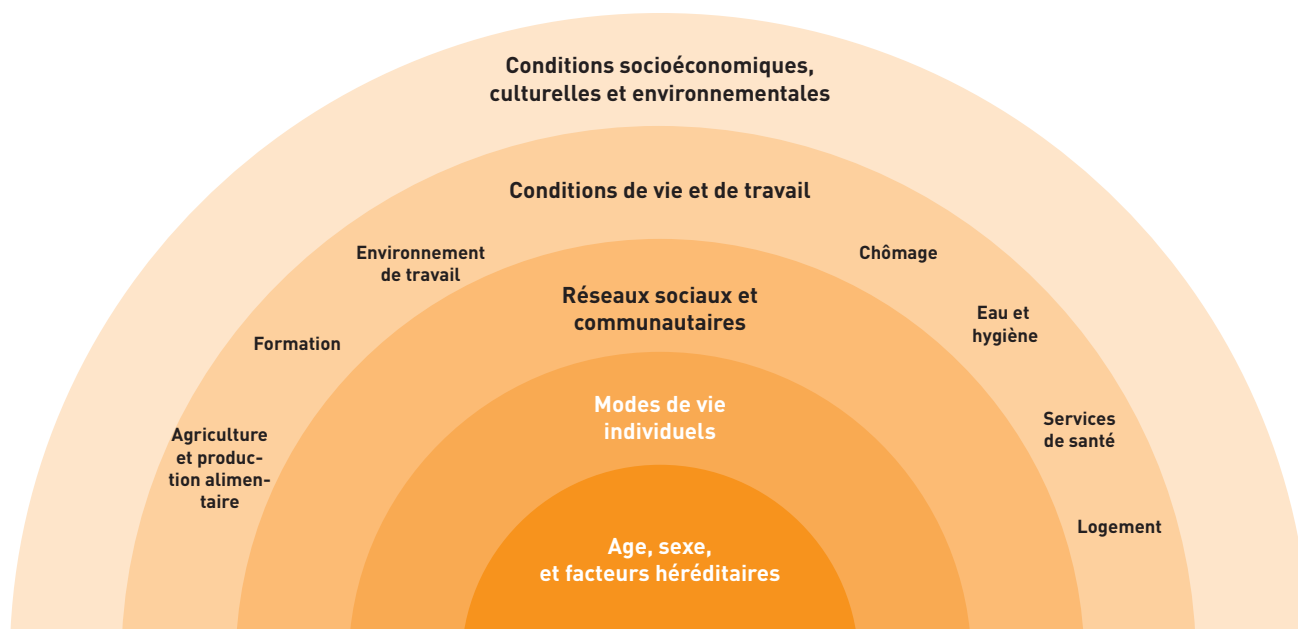 Conditions socioéconomiques,
culturelles et environnementales
Conditions de vie et de travail
Environnement
de travail
Chômage
Réseaux sociaux et
communautaires
Eau et
hygiène
Formation
Modes de vie
individuels
Services
de santé
Agriculture
et produc-
tion alimen-
taire
Logement
Age, sexe,
et facteurs héréditaires